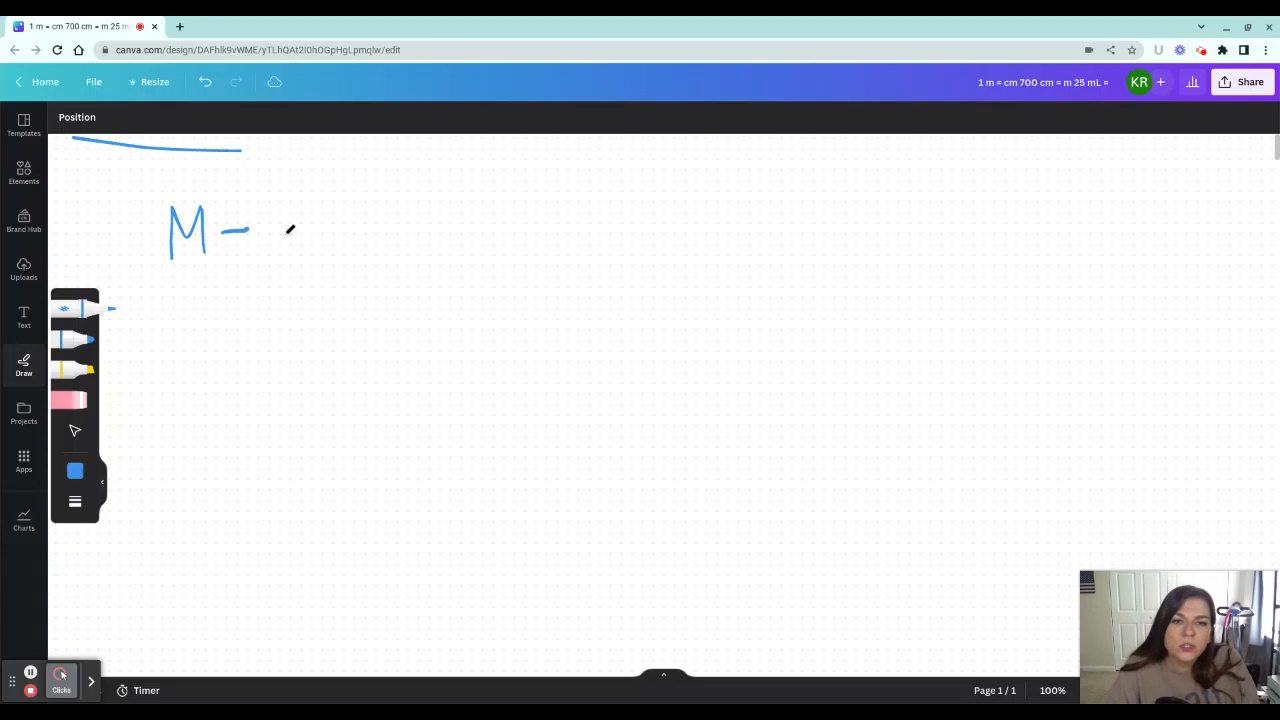 1 m = cm 700 cm = m 25 m
canva.com/design/DAFhlk9vWME/yTLhQAt2I0hOGpHgLpmqlw/edit
Home File Resize 1 m = cm 700 cm = m 25 mL = KR Share
Templates
Elements
Brand Hub
Uploads
Text
Draw
Projects
Apps
Charts
Position
M –
Clicks
Timer
Page 1 / 1 100%